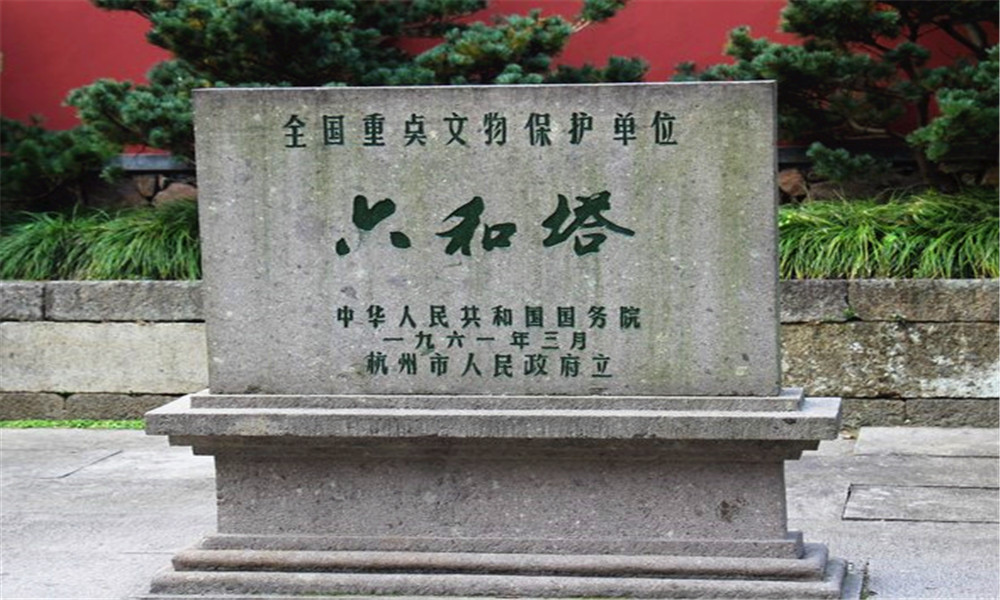 全国重点文物保护单位
六和塔
中华人民共和国国务院
一九六一年三月
杭州市人民政府立